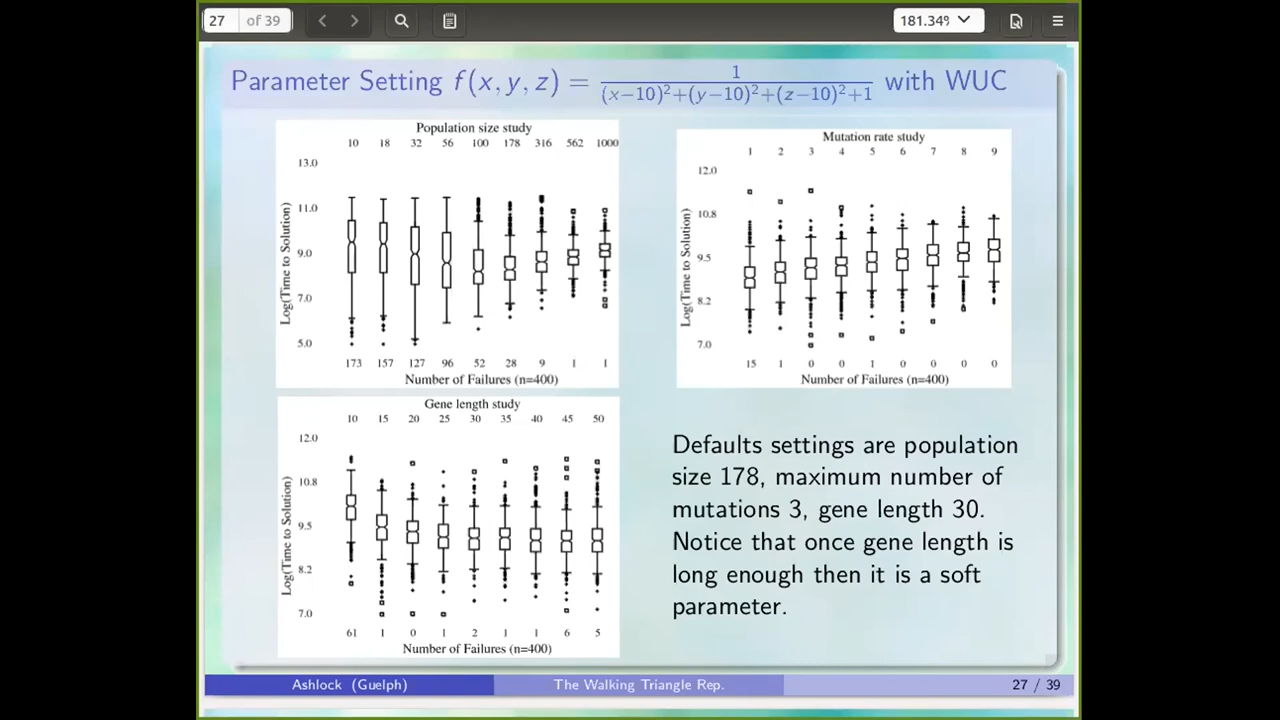 27 of 39
181.34%
Parameter Setting f(x, y, z) = 1/((x−10)²+(y−10)²+(z−10)²+1) with WUC
Population size study
10 18 32 56 100 178 316 562 1000
13.0
11.0
9.0
7.0
5.0
Log(Time to Solution)
173 157 127 96 52 28 9 1 1
Number of Failures (n=400)
Mutation rate study
1 2 3 4 5 6 7 8 9
12.0
10.8
9.5
8.2
7.0
Log(Time to Solution)
15 1 0 0 1 0 0 0 0
Number of Failures (n=400)
Gene length study
10 15 20 25 30 35 40 45 50
12.0
10.8
9.5
8.2
7.0
Log(Time to Solution)
61 1 0 1 2 1 1 6 5
Number of Failures (n=400)
Defaults settings are population
size 178, maximum number of
mutations 3, gene length 30.
Notice that once gene length is
long enough then it is a soft
parameter.
Ashlock (Guelph) The Walking Triangle Rep. 27 / 39